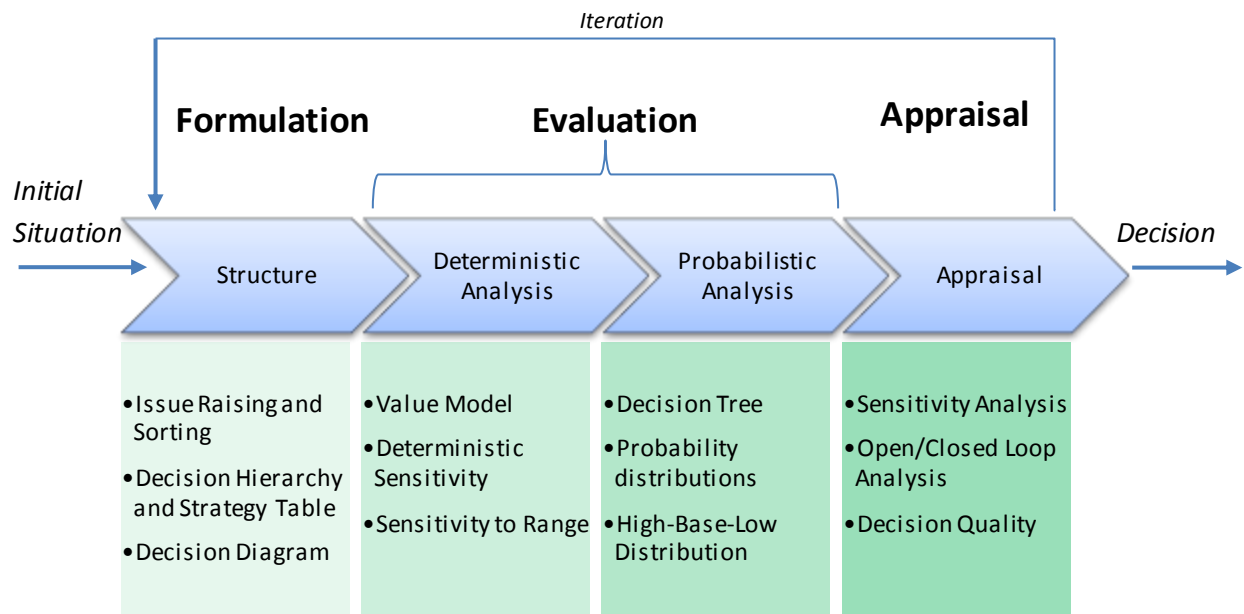 Iteration
Formulation
Evaluation
Appraisal
Initial
Situation
Decision
Structure
Deterministic
Analysis
Probabilistic
Analysis
Appraisal
•Issue Raising and
Sorting
•Decision Hierarchy
and Strategy Table
•Decision Diagram
•Value Model
•Deterministic
Sensitivity
•Sensitivity to Range
•Decision Tree
•Probability
distributions
•High-Base-Low
Distribution
•Sensitivity Analysis
•Open/Closed Loop
Analysis
•Decision Quality